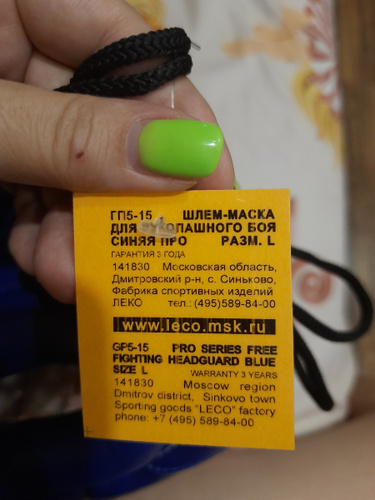 ГП5-15 ШЛЕМ-МАСКА
ДЛЯ РУКОПАШНОГО БОЯ
СИНЯЯ ПРО РАЗМ. L
ГАРАНТИЯ 3 ГОДА
141830 Московская область,
Дмитровский р-н, с. Синьково,
Фабрика спортивных изделий
ЛЕКО тел.: (495)589-84-00
www.leco.msk.ru
GP5-15 PRO SERIES FREE
FIGHTING HEADGUARD BLUE
SIZE L WARRANTY 3 YEARS
141830 Moscow region
Dmitrov district, Sinkovo town
Sporting goods "LECO" factory
phone: +7 (495) 589-84-00